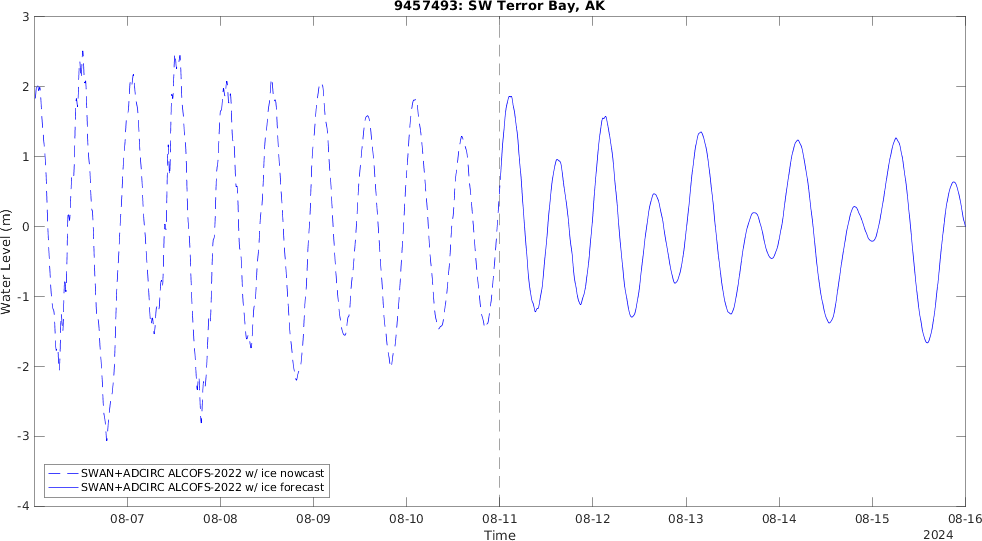 9457493: SW Terror Bay, AK
3
2
1
0
-1
-2
-3
-4
Water Level (m)
SWAN+ADCIRC ALCOFS-2022 w/ ice nowcast
SWAN+ADCIRC ALCOFS-2022 w/ ice forecast
08-07 08-08 08-09 08-10 08-11 08-12 08-13 08-14 08-15 08-16
Time
2024